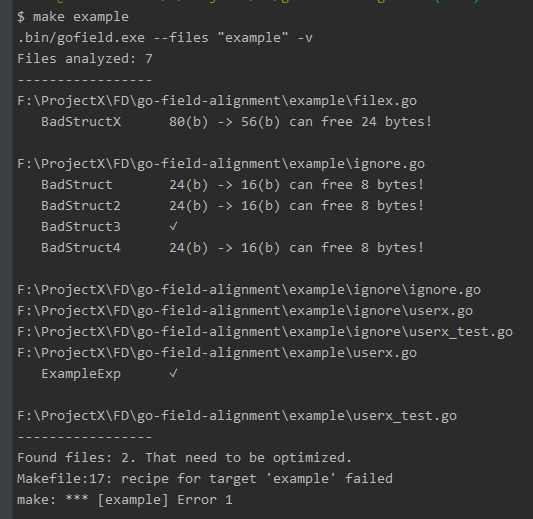 $ make example
.bin/gofield.exe --files "example" -v
Files analyzed: 7
-----------------
F:\ProjectX\FD\go-field-alignment\example\filex.go
BadStructX 80(b) -> 56(b) can free 24 bytes!
F:\ProjectX\FD\go-field-alignment\example\ignore.go
BadStruct 24(b) -> 16(b) can free 8 bytes!
BadStruct2 24(b) -> 16(b) can free 8 bytes!
BadStruct3 ✓
BadStruct4 24(b) -> 16(b) can free 8 bytes!
F:\ProjectX\FD\go-field-alignment\example\ignore\ignore.go
F:\ProjectX\FD\go-field-alignment\example\ignore\userx.go
F:\ProjectX\FD\go-field-alignment\example\ignore\userx_test.go
F:\ProjectX\FD\go-field-alignment\example\userx.go
ExampleExp ✓
F:\ProjectX\FD\go-field-alignment\example\userx_test.go
-----------------
Found files: 2. That need to be optimized.
Makefile:17: recipe for target 'example' failed
make: *** [example] Error 1